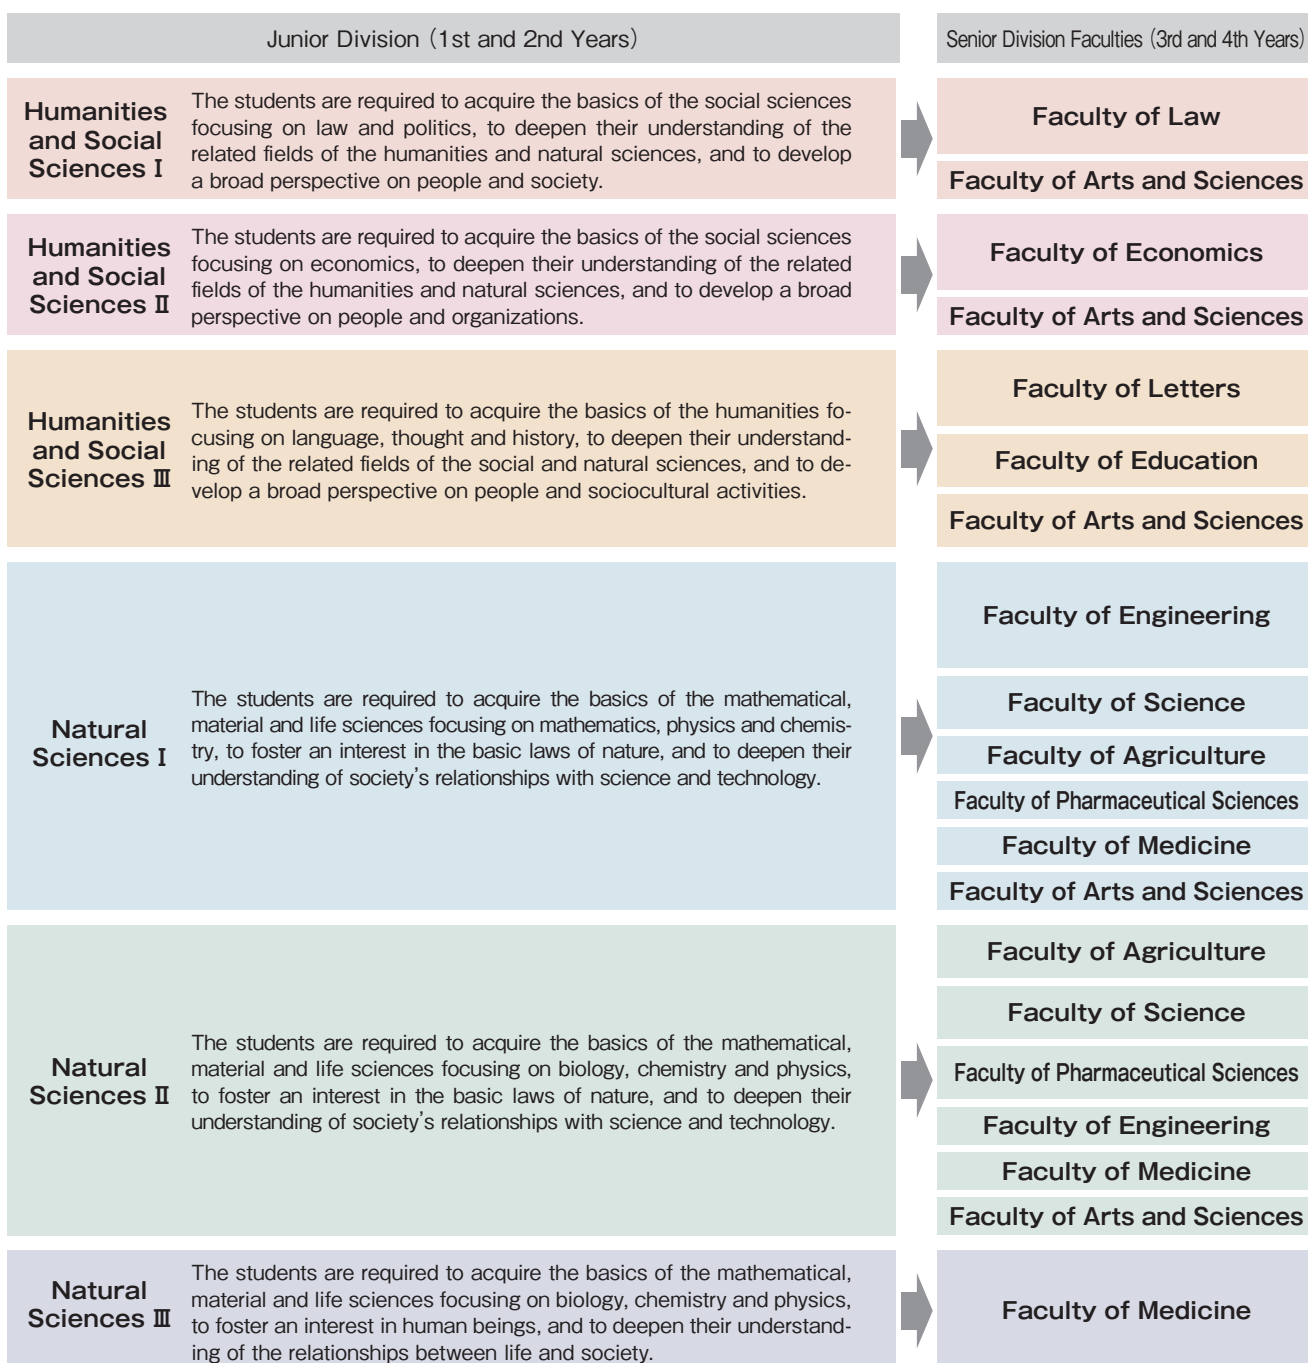 Junior Division (1st and 2nd Years)
Senior Division Faculties (3rd and 4th Years)
Humanities
and Social
Sciences Ⅰ
The students are required to acquire the basics of the social sciences
focusing on law and politics, to deepen their understanding of the
related fields of the humanities and natural sciences, and to develop
a broad perspective on people and society.
Faculty of Law
Faculty of Arts and Sciences
Humanities
and Social
Sciences Ⅱ
The students are required to acquire the basics of the social sciences
focusing on economics, to deepen their understanding of the related
fields of the humanities and natural sciences, and to develop a broad
perspective on people and organizations.
Faculty of Economics
Faculty of Arts and Sciences
Humanities
and Social
Sciences Ⅲ
The students are required to acquire the basics of the humanities fo-
cusing on language, thought and history, to deepen their understand-
ing of the related fields of the social and natural sciences, and to de-
velop a broad perspective on people and sociocultural activities.
Faculty of Letters
Faculty of Education
Faculty of Arts and Sciences
Natural
Sciences Ⅰ
The students are required to acquire the basics of the mathematical,
material and life sciences focusing on mathematics, physics and chemis-
try, to foster an interest in the basic laws of nature, and to deepen their
understanding of society's relationships with science and technology.
Faculty of Engineering
Faculty of Science
Faculty of Agriculture
Faculty of Pharmaceutical Sciences
Faculty of Medicine
Faculty of Arts and Sciences
Natural
Sciences Ⅱ
The students are required to acquire the basics of the mathematical,
material and life sciences focusing on biology, chemistry and physics,
to foster an interest in the basic laws of nature, and to deepen their
understanding of society's relationships with science and technology.
Faculty of Agriculture
Faculty of Science
Faculty of Pharmaceutical Sciences
Faculty of Engineering
Faculty of Medicine
Faculty of Arts and Sciences
Natural
Sciences Ⅲ
The students are required to acquire the basics of the mathematical,
material and life sciences focusing on biology, chemistry and physics,
to foster an interest in human beings, and to deepen their understand-
ing of the relationships between life and society.
Faculty of Medicine